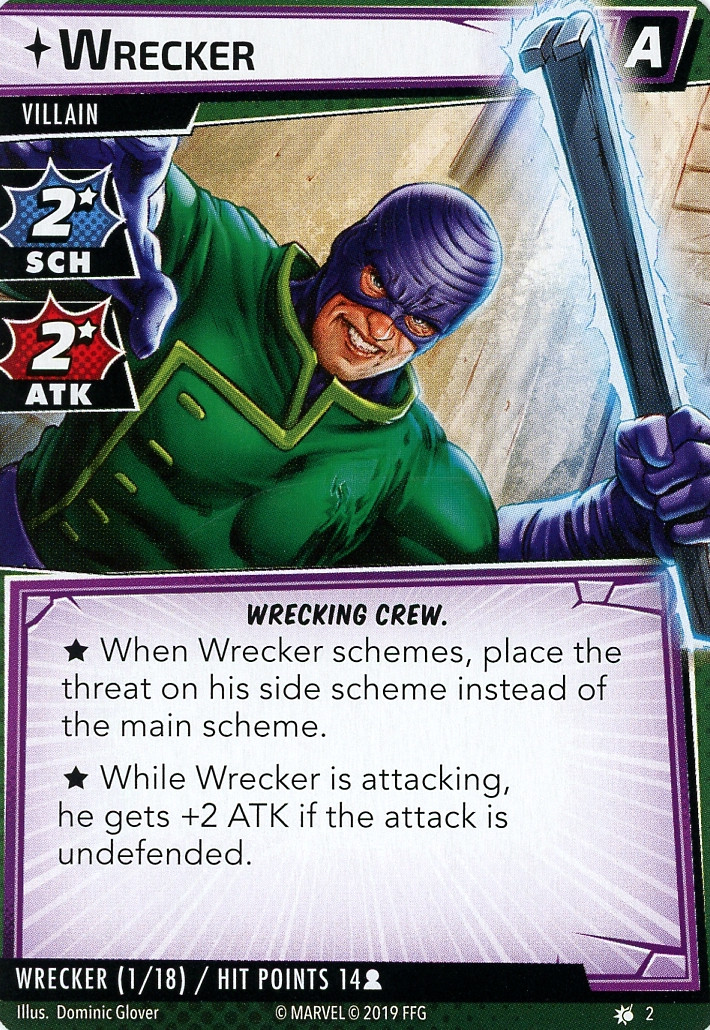 WRECKER
A
VILLAIN
2★
SCH
2★
ATK
WRECKING CREW.
★ When Wrecker schemes, place the
threat on his side scheme instead of
the main scheme.
★ While Wrecker is attacking,
he gets +2 ATK if the attack is
undefended.
WRECKER (1/18) / HIT POINTS 14
Illus. Dominic Glover © MARVEL © 2019 FFG 2